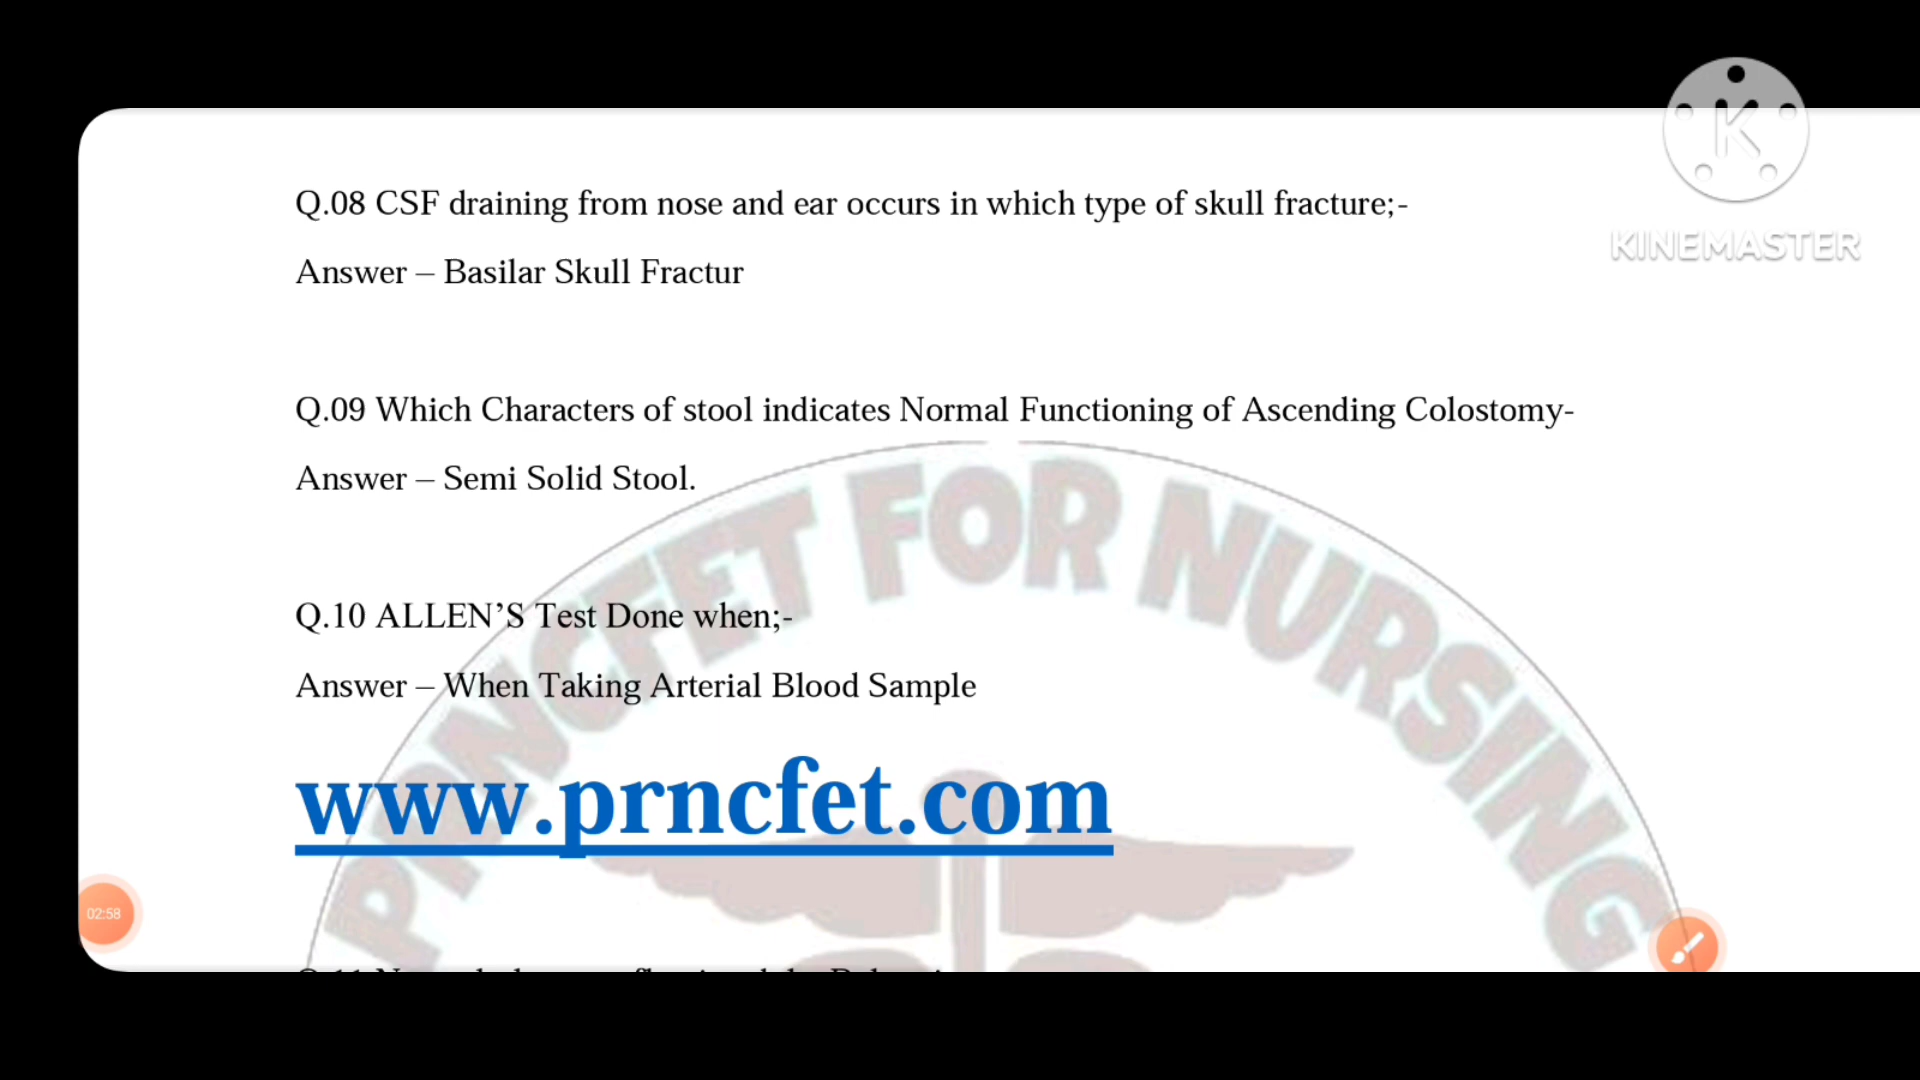 KINEMASTER
Q.08 CSF draining from nose and ear occurs in which type of skull fracture;-
Answer – Basilar Skull Fractur
Q.09 Which Characters of stool indicates Normal Functioning of Ascending Colostomy-
Answer – Semi Solid Stool.
Q.10 ALLEN’S Test Done when;-
Answer – When Taking Arterial Blood Sample
PRNCFET FOR NURSING
www.prncfet.com
02:58